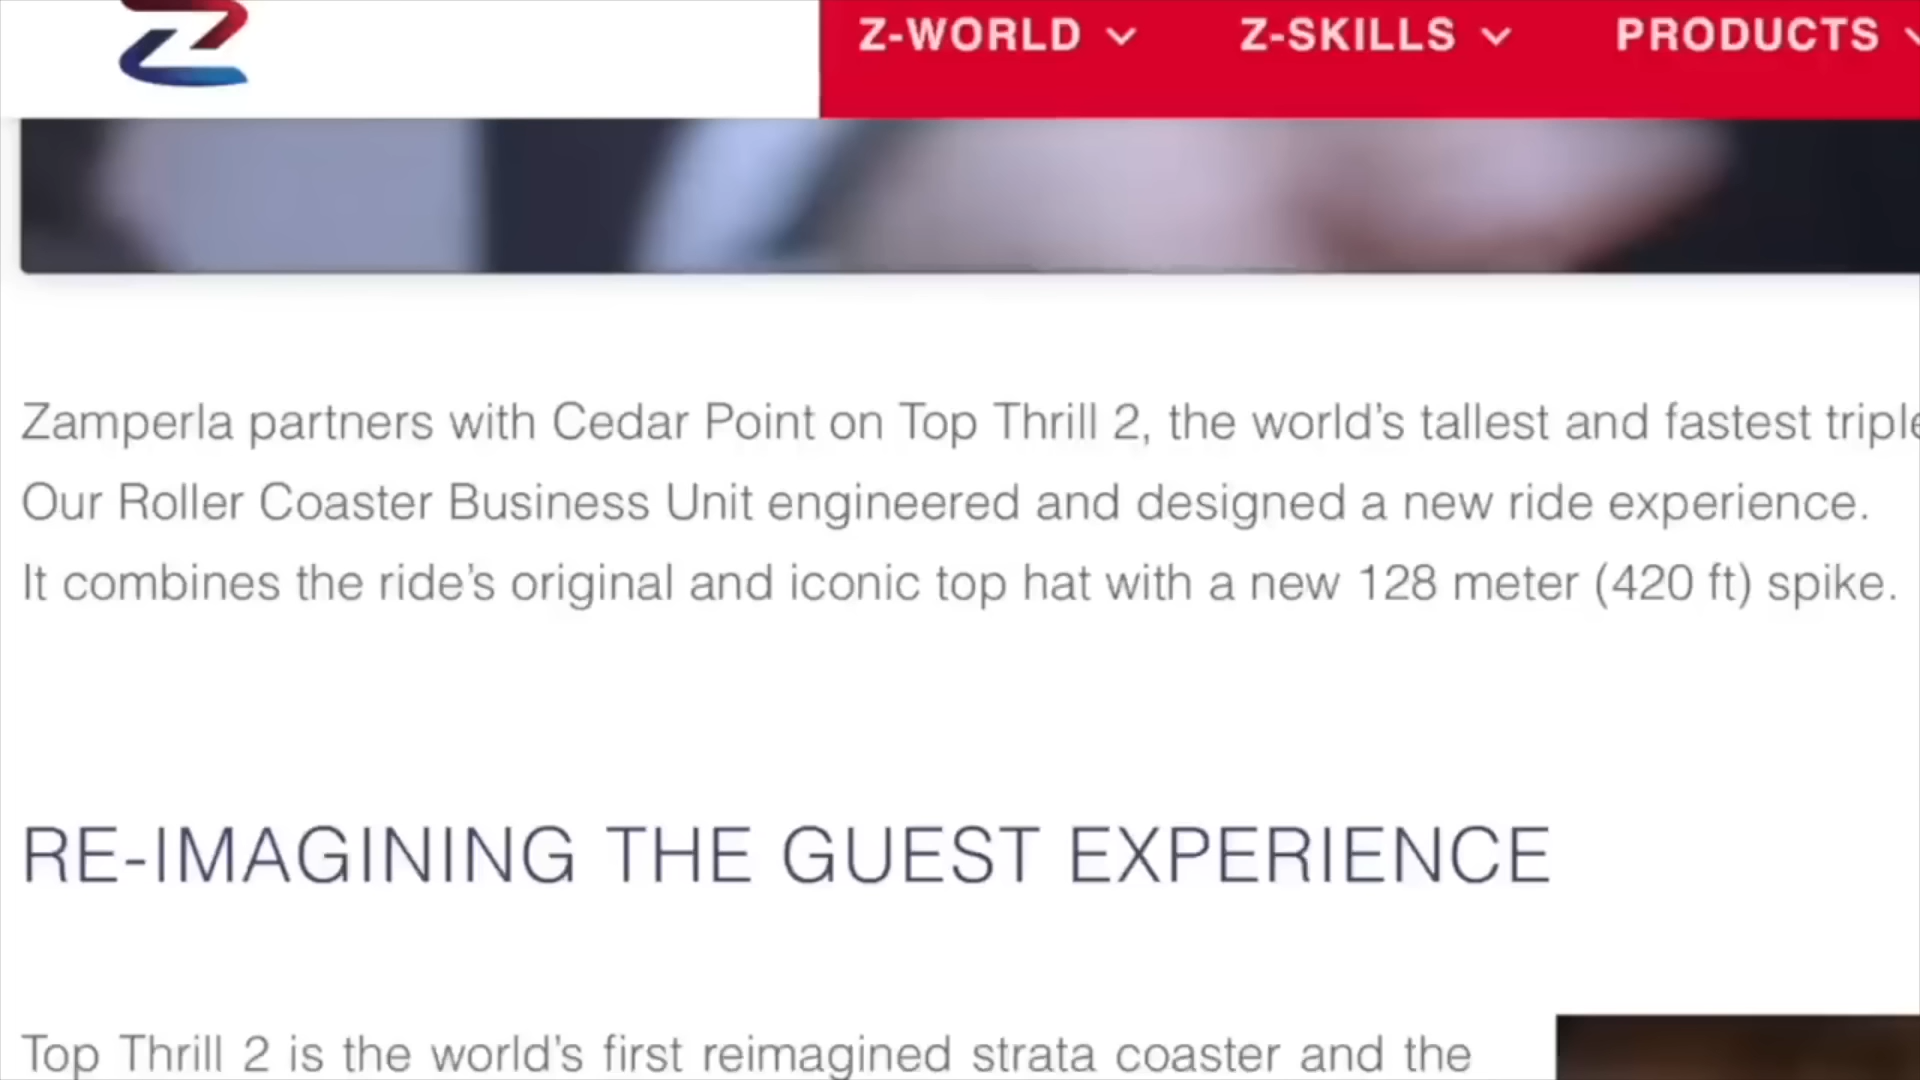 Z-WORLD Z-SKILLS PRODUCTS
Zamperla partners with Cedar Point on Top Thrill 2, the world's tallest and fastest
Our Roller Coaster Business Unit engineered and designed a new ride experience.
It combines the ride's original and iconic top hat with a new 128 meter (420 ft) spike.
RE-IMAGINING THE GUEST EXPERIENCE
Top Thrill 2 is the world's first reimagined strata coaster and the